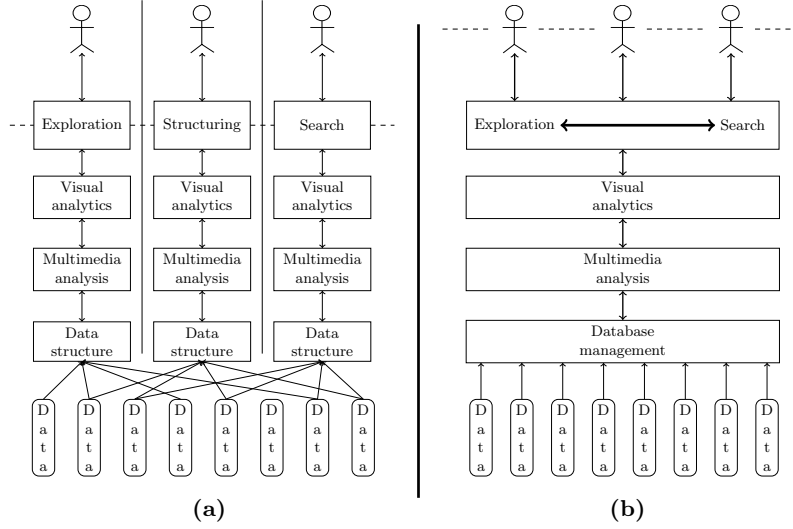 Exploration
Structuring
Search
Visual
analytics
Visual
analytics
Visual
analytics
Multimedia
analysis
Multimedia
analysis
Multimedia
analysis
Data
structure
Data
structure
Data
structure
D
a
t
a
D
a
t
a
D
a
t
a
D
a
t
a
D
a
t
a
D
a
t
a
D
a
t
a
D
a
t
a
(a)
Exploration
Search
Visual
analytics
Multimedia
analysis
Database
management
D
a
t
a
D
a
t
a
D
a
t
a
D
a
t
a
D
a
t
a
D
a
t
a
D
a
t
a
D
a
t
a
(b)